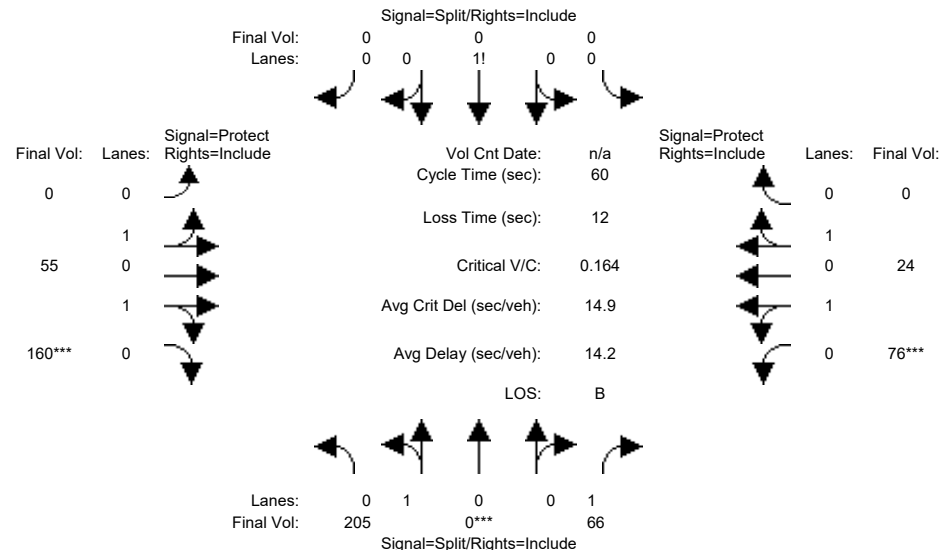 Signal=Split/Rights=Include
Final Vol: 0 0 0
Lanes: 0 0 1! 0 0
Signal=Protect Signal=Protect
Final Vol: Lanes: Rights=Include Vol Cnt Date: n/a Rights=Include Lanes: Final Vol:
Cycle Time (sec): 60
0 0 0 0
Loss Time (sec): 12
1 1
55 0 Critical V/C: 0.164 0 24
1 Avg Crit Del (sec/veh): 14.9 1
160*** 0 Avg Delay (sec/veh): 14.2 0 76***
LOS: B
Lanes: 0 1 0 0 1
Final Vol: 205 0*** 66
Signal=Split/Rights=Include